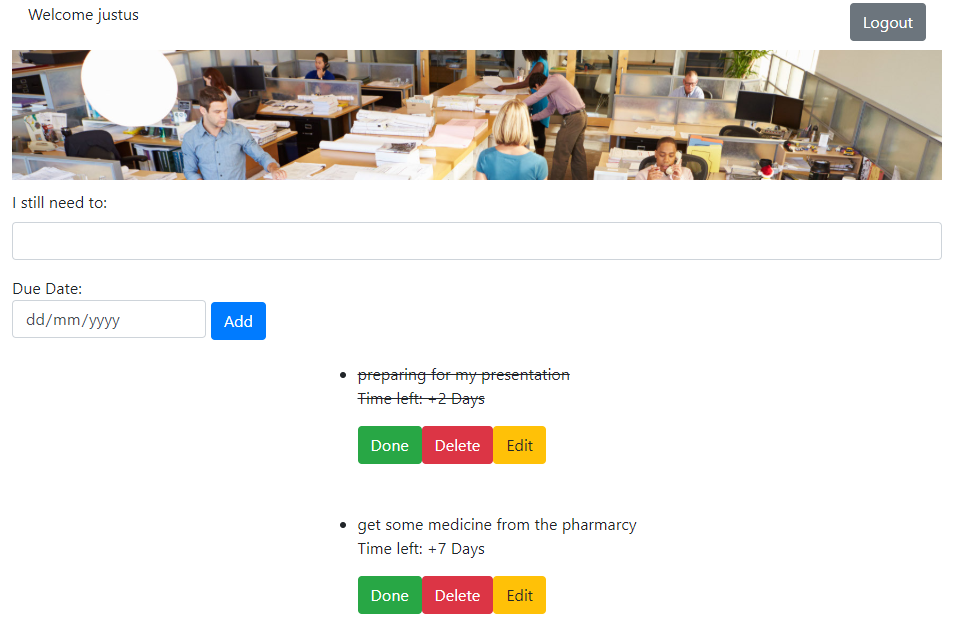 Welcome justus
Logout
I still need to:
Due Date:
dd/mm/yyyy
Add
preparing for my presentation
Time left: +2 Days
Done Delete Edit
get some medicine from the pharmarcy
Time left: +7 Days
Done Delete Edit